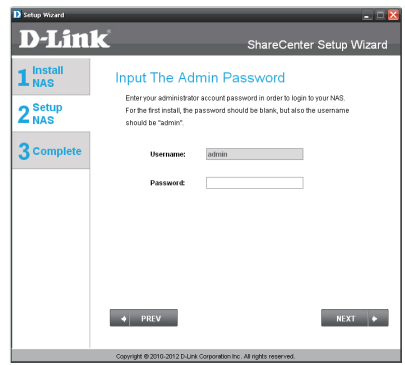 D Setup Wizard
D-Link
ShareCenter Setup Wizard
1 Install
NAS
2 Setup
NAS
3 Complete
Input The Admin Password
Enter your administrator account password in order to login to your NAS.
For the first install, the password should be blank, but also the username
should be "admin".
Username: admin
Password:
PREV
NEXT
Copyright © 2010-2012 D-Link Corporation Inc. All rights reserved.